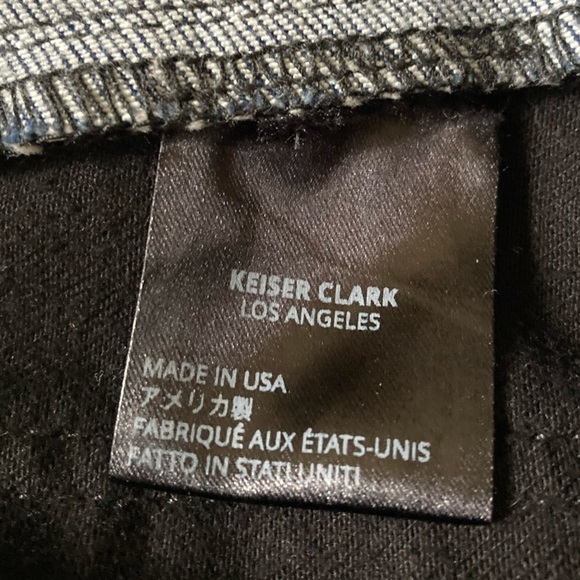 KEISER CLARK
LOS ANGELES
MADE IN USA
アメリカ製
FABRIQUÉ AUX ÉTATS-UNIS
FATTO IN STATI UNITI